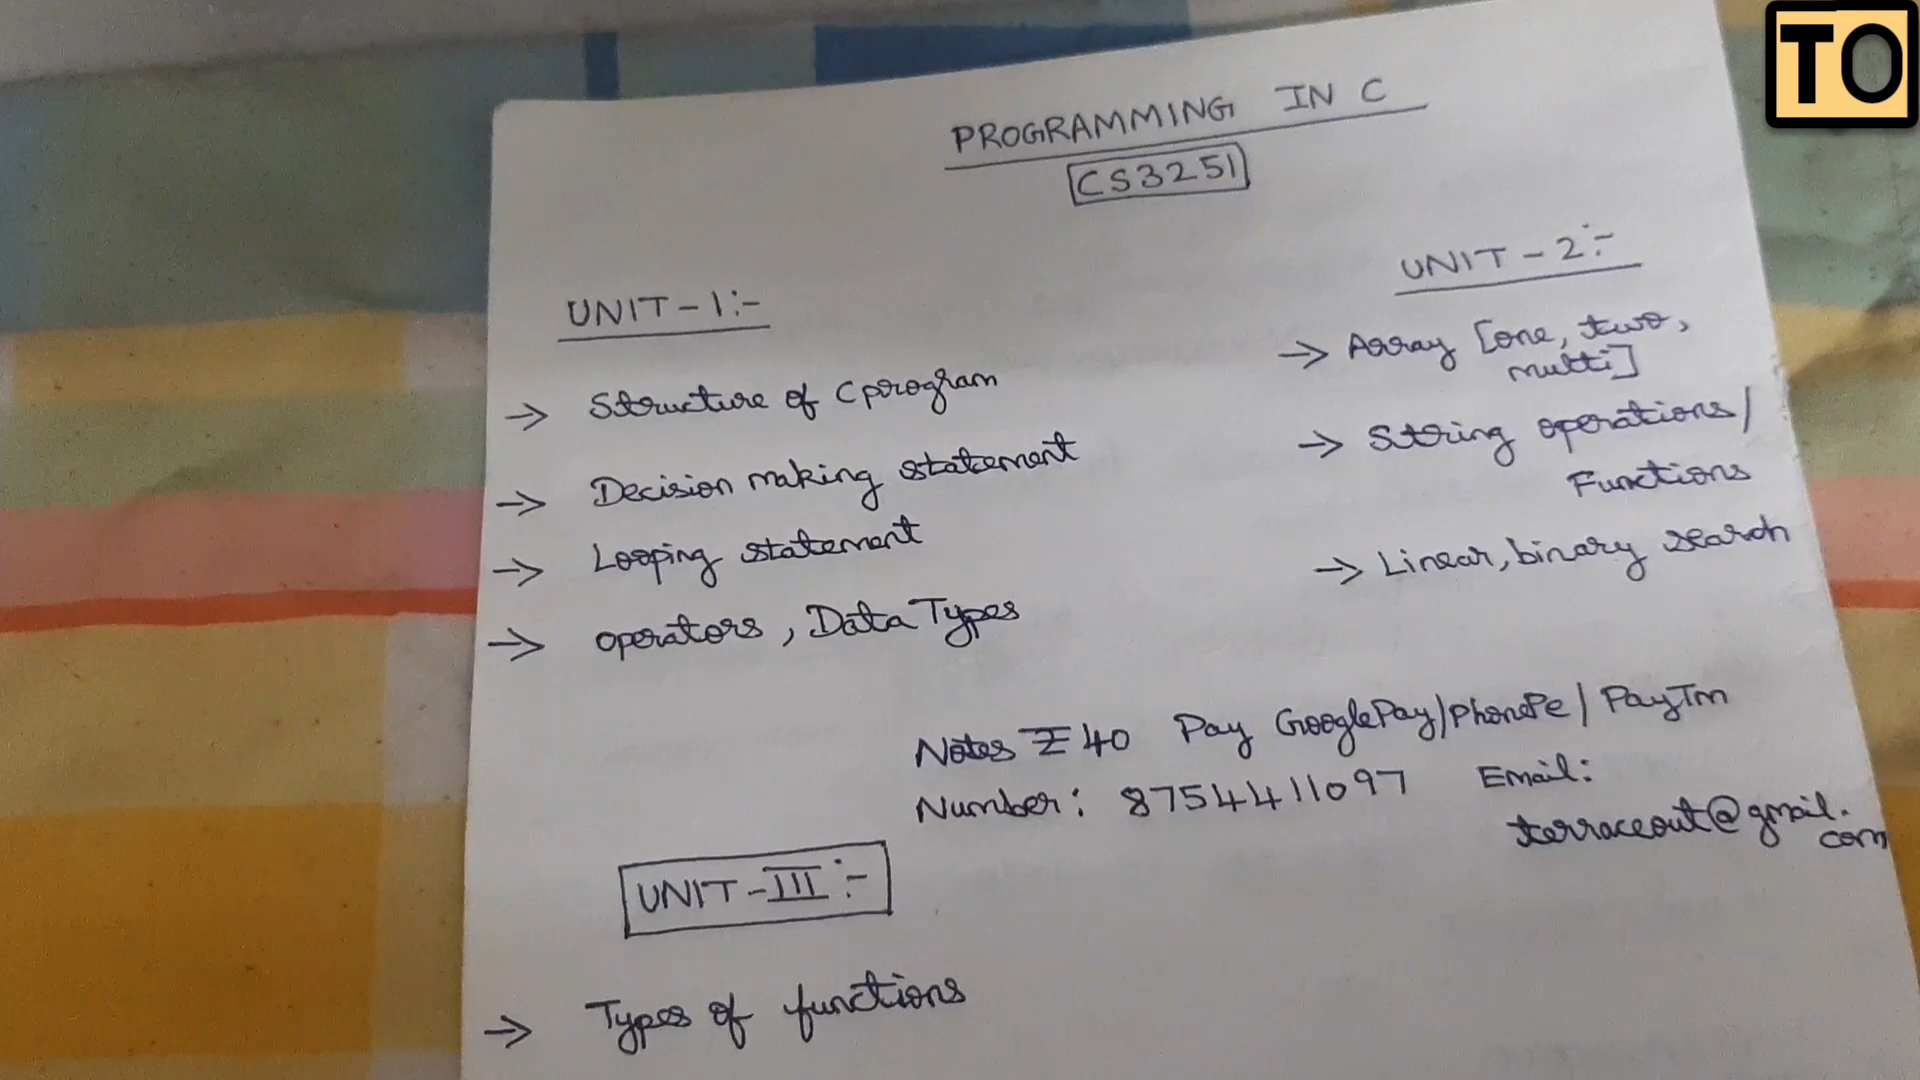 TO
PROGRAMMING IN C
CS3251
UNIT-1:-
→ Structure of C program
→ Decision making statement
→ Looping statement
→ operators, Data Types
UNIT-2:-
→ Array [one, two,
multi]
→ String operations/
Functions
→ Linear, binary search
Notes ₹ 40 Pay GooglePay/PhonePe/PayTm
Number: 8754411097 Email:
terraceout@gmail.
com
UNIT-III:-
→ Types of functions